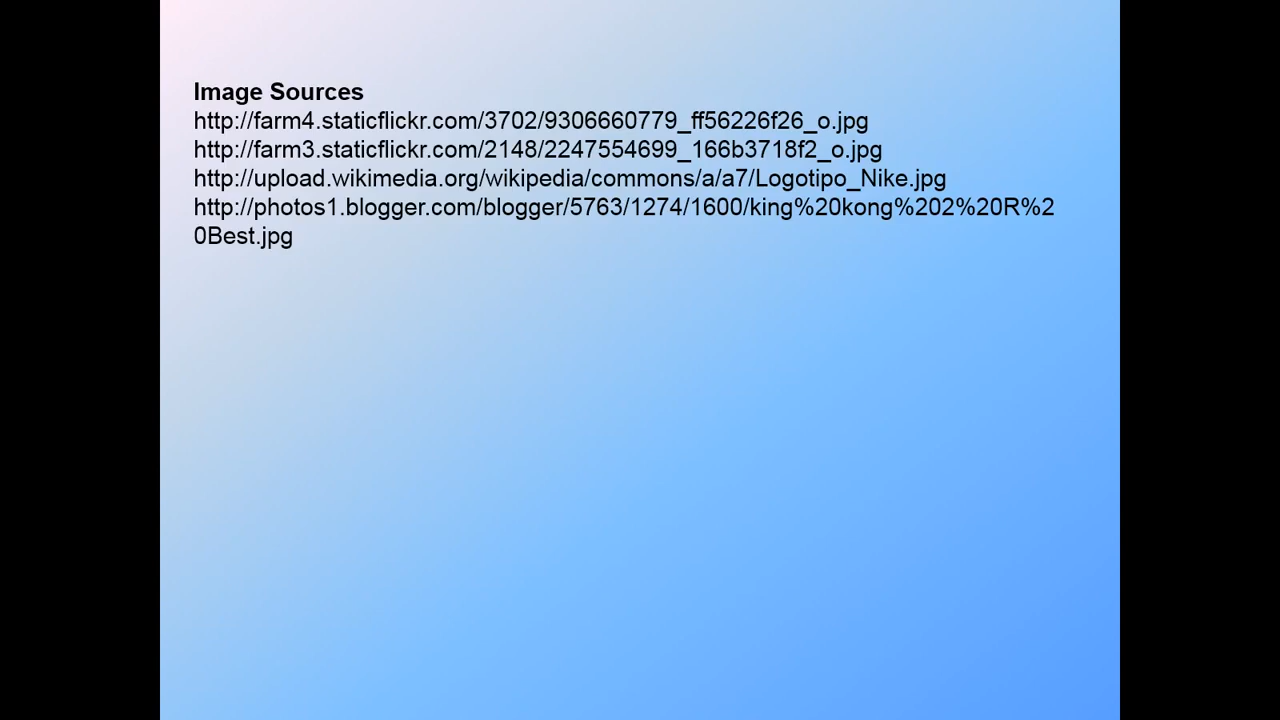 Image Sources
http://farm4.staticflickr.com/3702/9306660779_ff56226f26_o.jpg
http://farm3.staticflickr.com/2148/2247554699_166b3718f2_o.jpg
http://upload.wikimedia.org/wikipedia/commons/a/a7/Logotipo_Nike.jpg
http://photos1.blogger.com/blogger/5763/1274/1600/king%20kong%202%20R%2
0Best.jpg